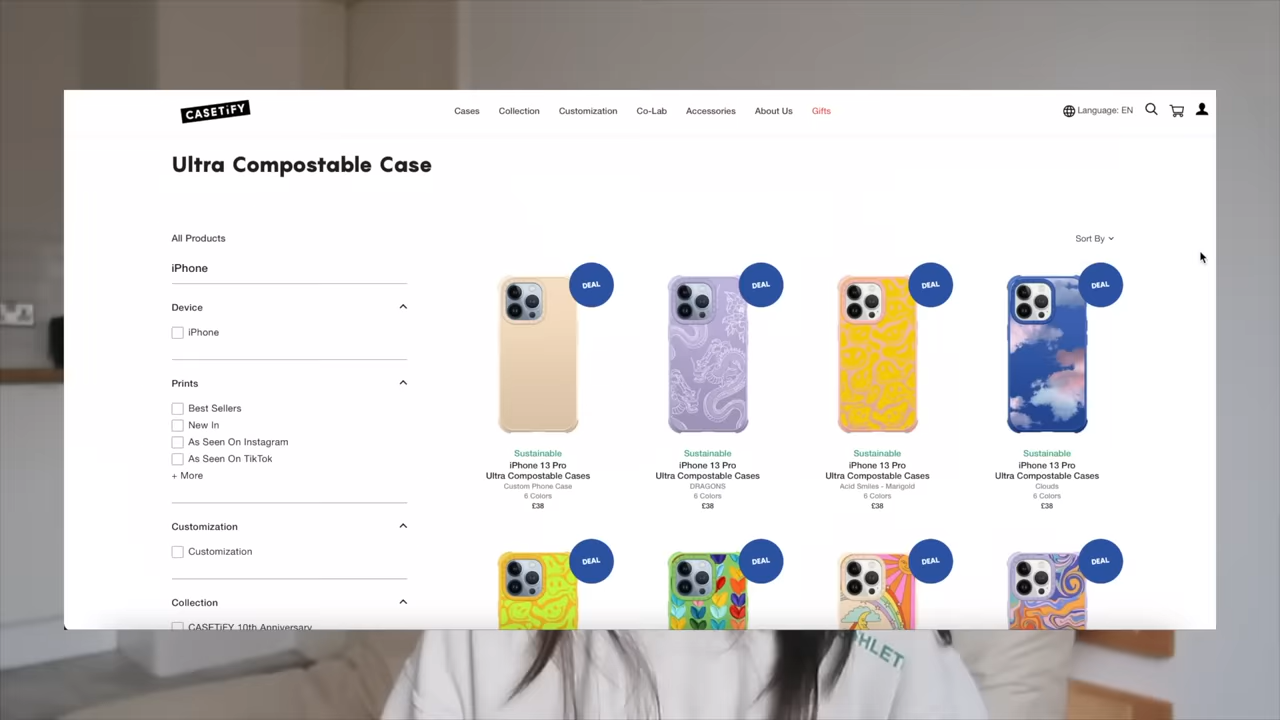 CASETiFY
Cases Collection Customization Co-Lab Accessories About Us Gifts
Language: EN
Ultra Compostable Case
All Products
Sort By
iPhone
Device
iPhone
Prints
Best Sellers
New In
As Seen On Instagram
As Seen On TikTok
+ More
Customization
Customization
Collection
CASETiFY 10th Anniversary
DEAL
Sustainable
iPhone 13 Pro
Ultra Compostable Cases
Custom Phone Case
6 Colors
£38
DEAL
Sustainable
iPhone 13 Pro
Ultra Compostable Cases
DRAGONS
6 Colors
£38
DEAL
Sustainable
iPhone 13 Pro
Ultra Compostable Cases
Acid Smiles - Marigold
6 Colors
£38
DEAL
Sustainable
iPhone 13 Pro
Ultra Compostable Cases
Clouds
6 Colors
£38
DEAL
DEAL
DEAL
DEAL
HLET